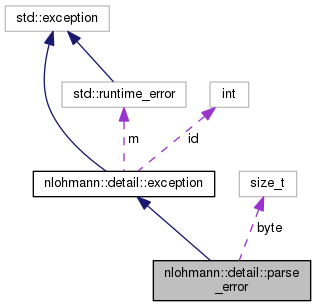 std::exception
std::runtime_error
int
m
id
nlohmann::detail::exception
size_t
byte
nlohmann::detail::parse
_error